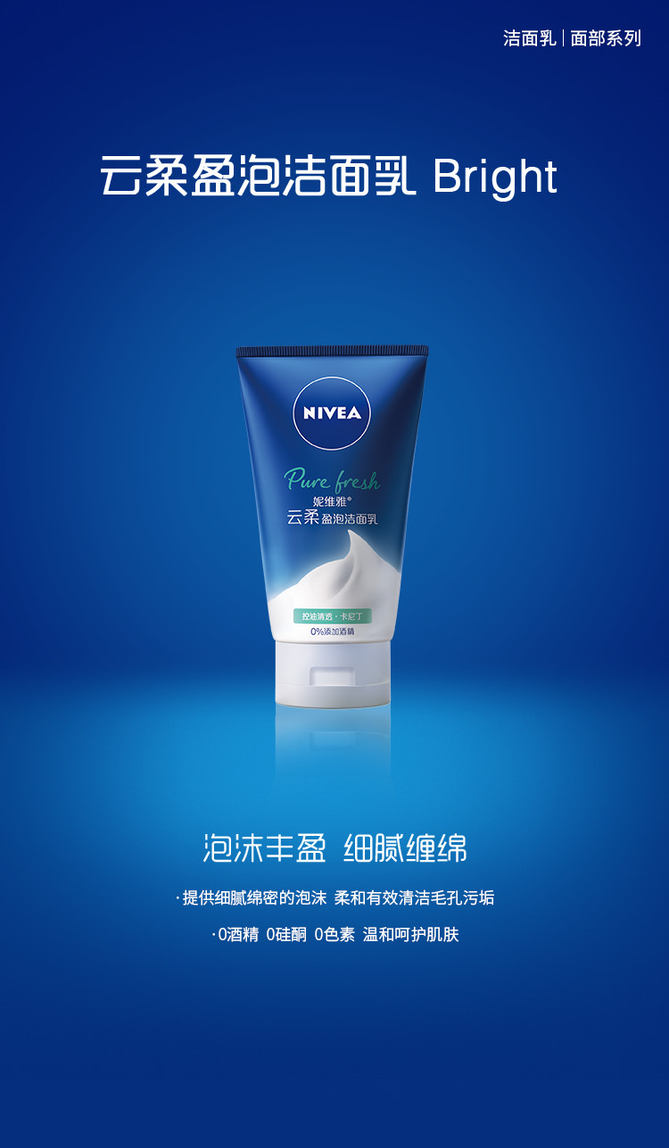 洁面乳 | 面部系列
云柔盈泡洁面乳 Bright
NIVEA
Pure fresh
妮维雅®
云柔盈泡洁面乳
控油清透·卡尼丁
0%添加酒精
泡沫丰盈 细腻缠绵
·提供细腻绵密的泡沫 柔和有效清洁毛孔污垢
·0酒精 0硅酮 0色素 温和呵护肌肤